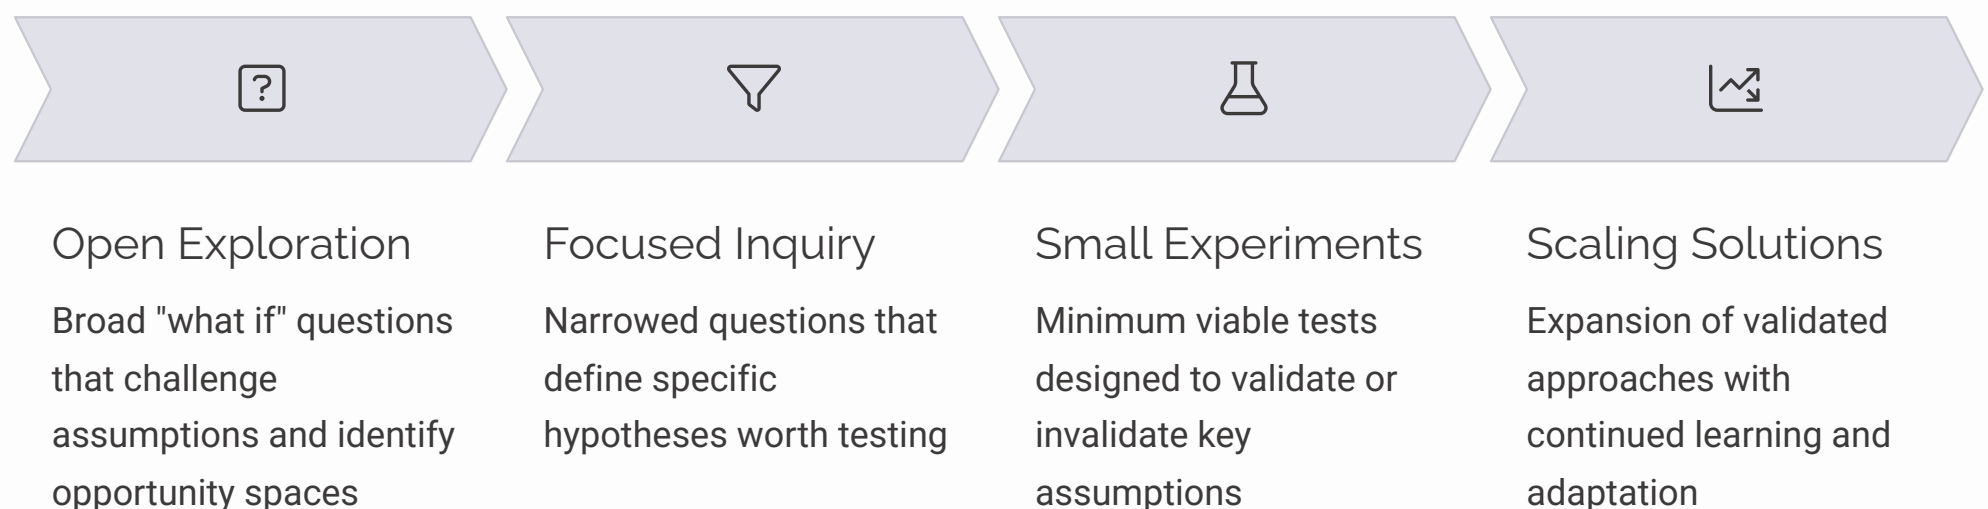 ?
Open Exploration
Broad "what if" questions
that challenge
assumptions and identify
opportunity spaces
Focused Inquiry
Narrowed questions that
define specific
hypotheses worth testing
Small Experiments
Minimum viable tests
designed to validate or
invalidate key
assumptions
Scaling Solutions
Expansion of validated
approaches with
continued learning and
adaptation